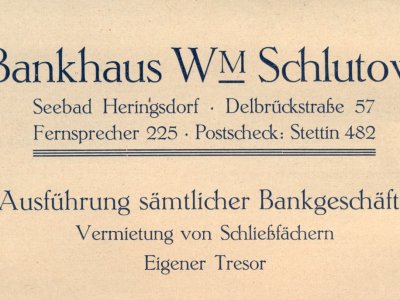 Bankhaus WM Schlutow
Seebad Heringsdorf · Delbrückstraße 57
Fernsprecher 225 · Postscheck: Stettin 482
Ausführung sämtlicher Bankgeschäft
Vermietung von Schließfächern
Eigener Tresor